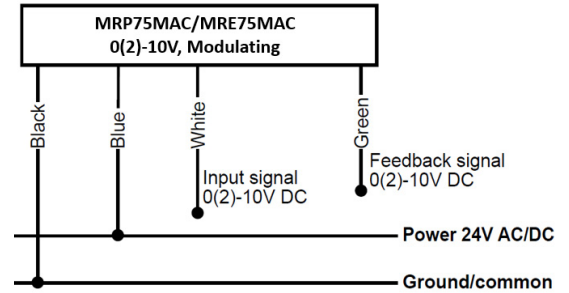 MRP75MAC/MRE75MAC
0(2)-10V, Modulating
Black
Blue
White
Green
Input signal
0(2)-10V DC
Feedback signal
0(2)-10V DC
Power 24V AC/DC
Ground/common